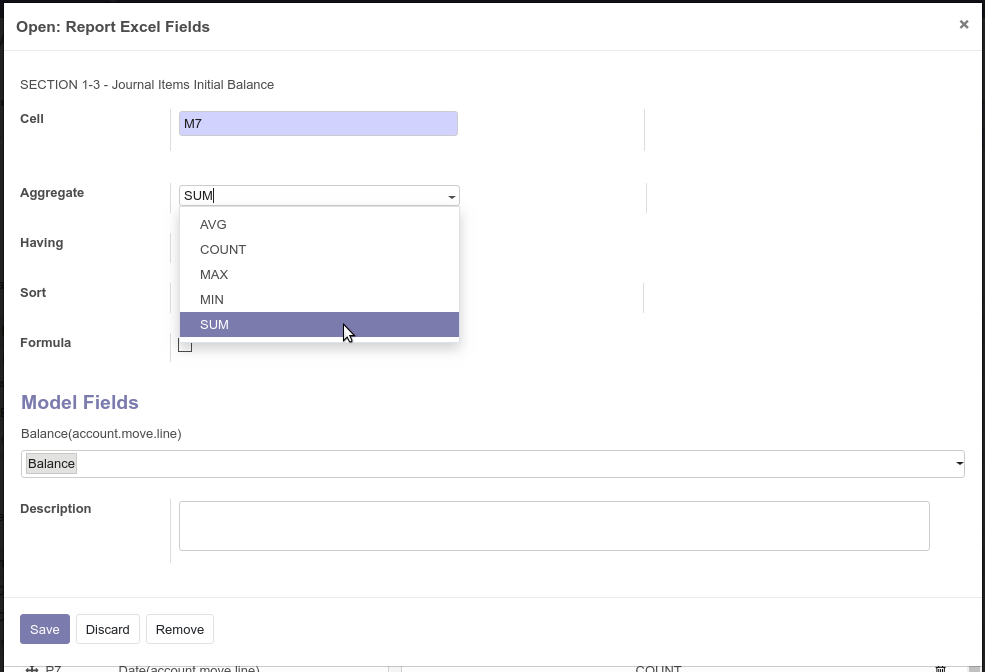 Open: Report Excel Fields ×
SECTION 1-3 - Journal Items Initial Balance
Cell M7
Aggregate SUM
AVG
Having
COUNT
MAX
Sort
MIN
SUM
Formula
Model Fields
Balance(account.move.line)
Balance
Description
Save Discard Remove
P7 Date(account.move.line) COUNT